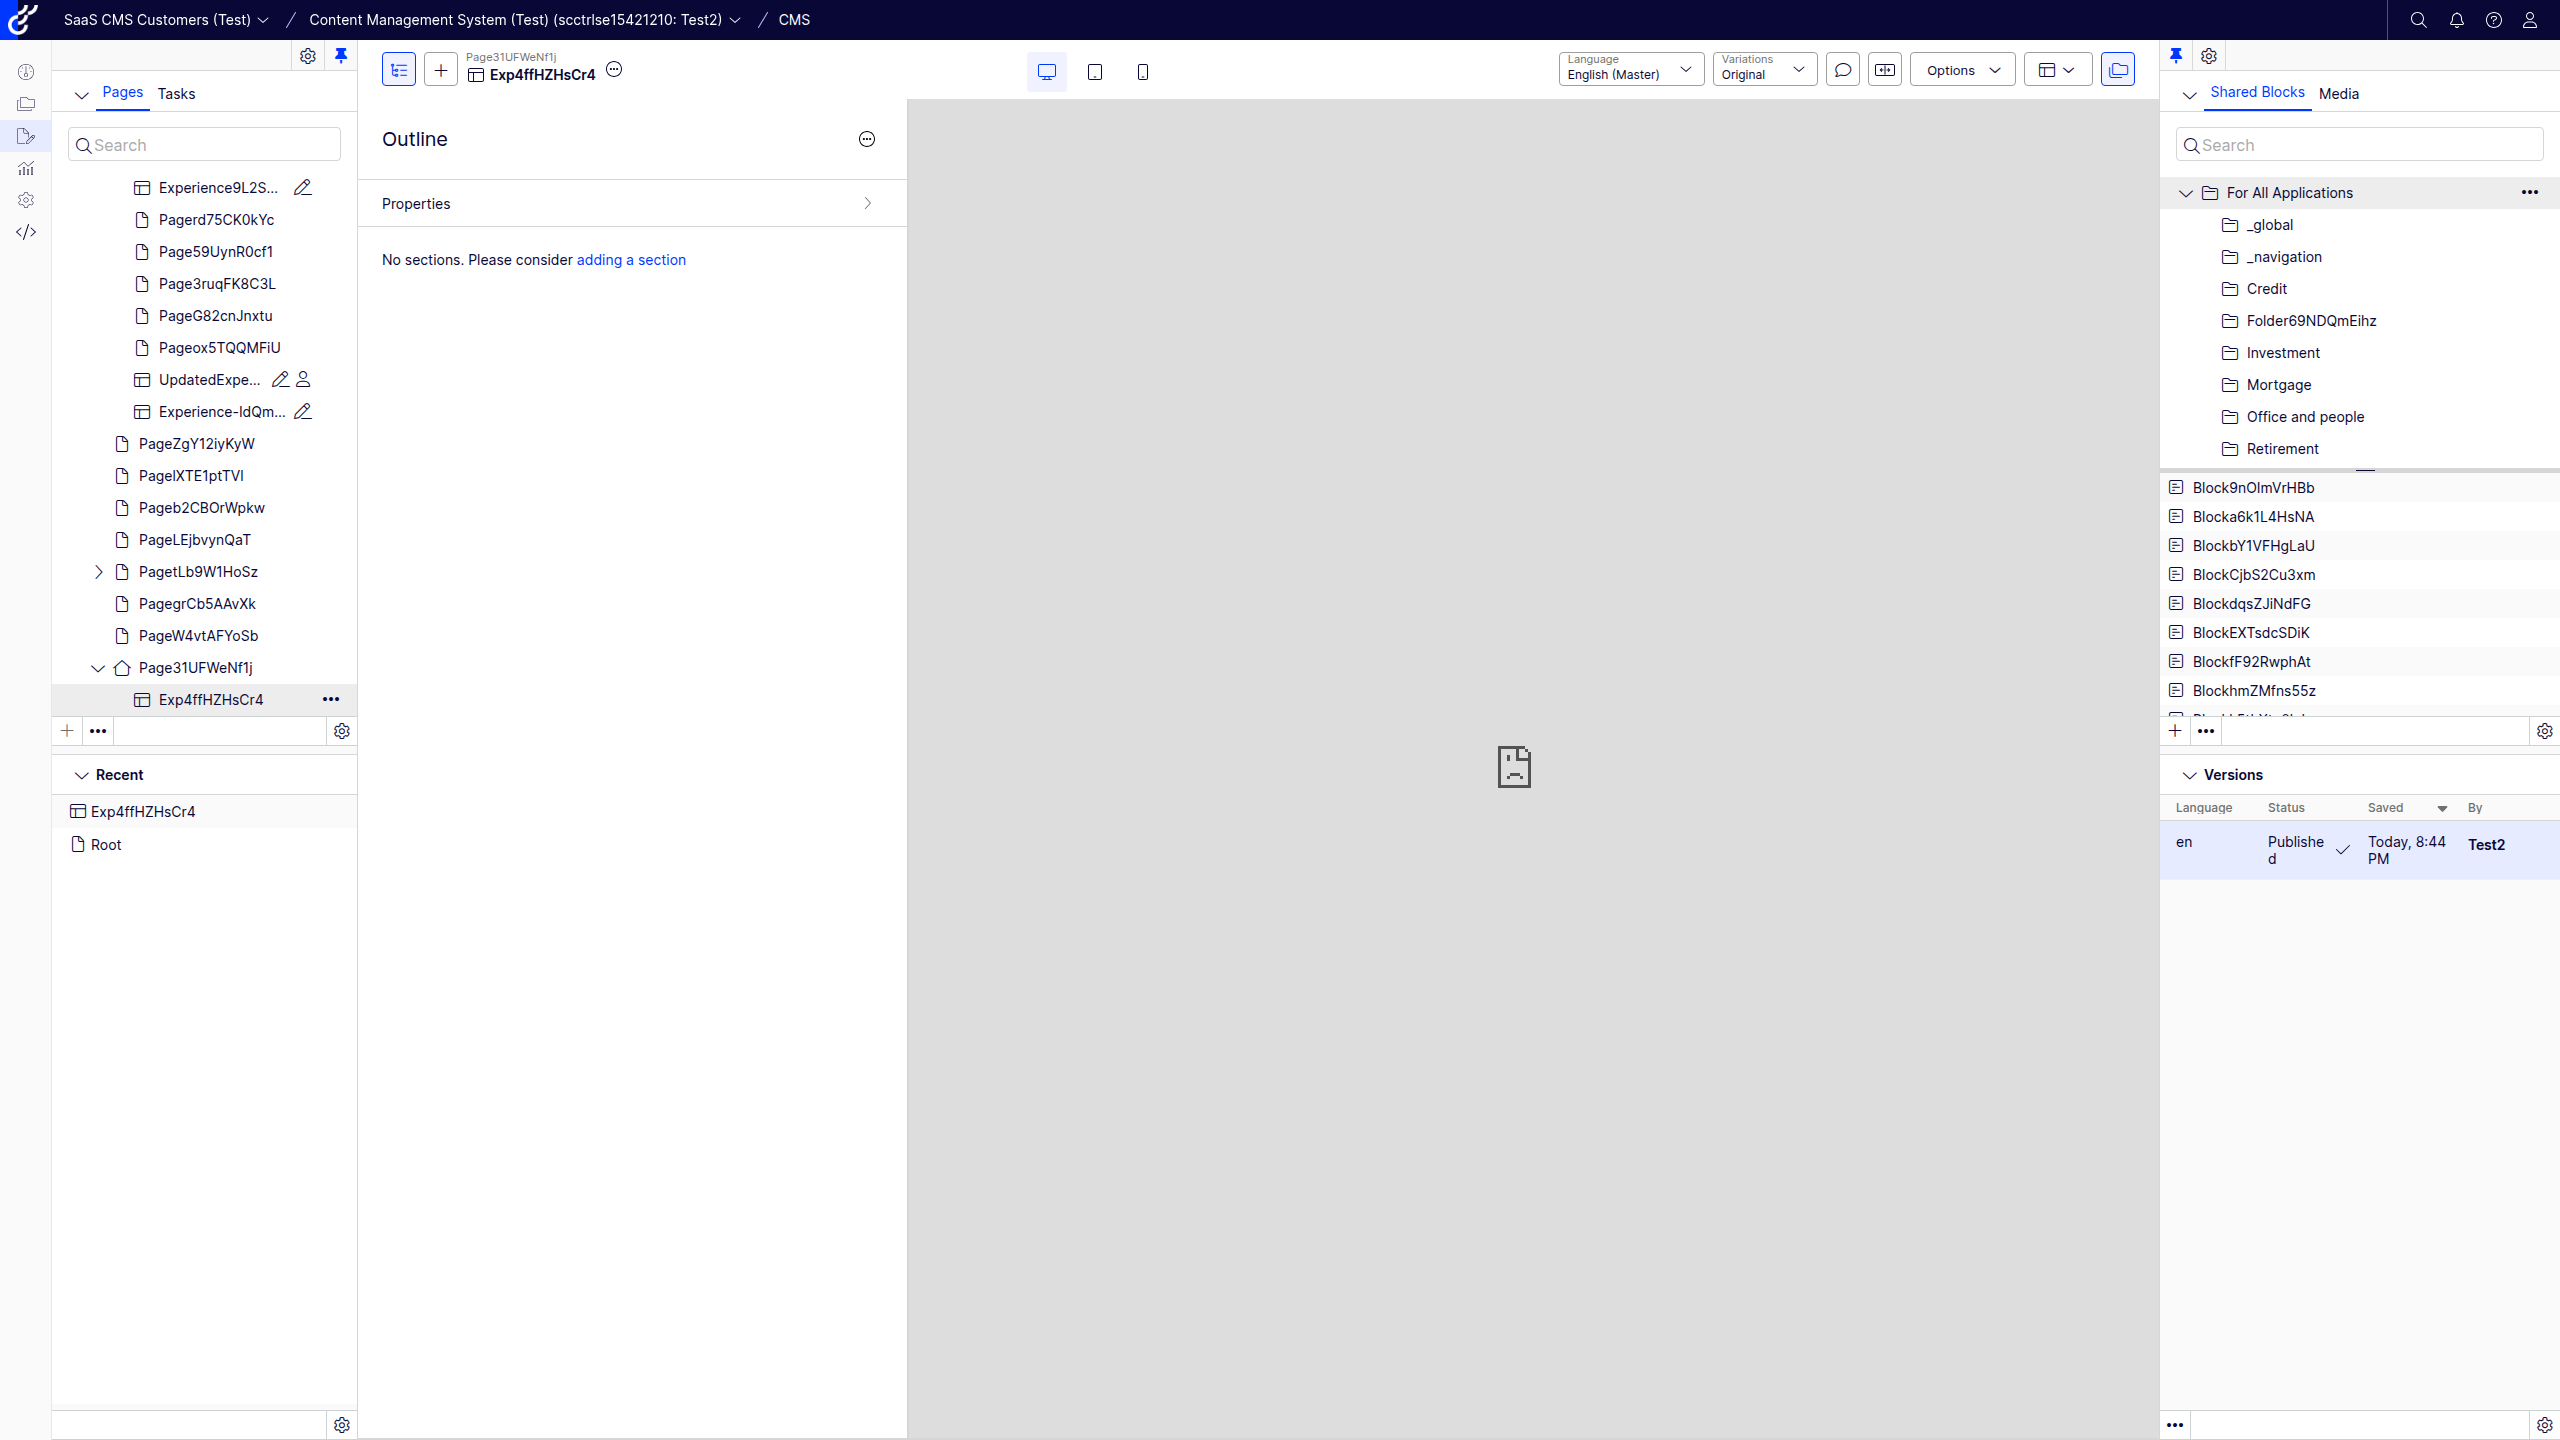 SaaS CMS Customers (Test) / Content Management System (Test) (scctrlse15421210: Test2) / CMS
Pages Tasks
Search
Experience9L2S...
Pagerd75CK0kYc
Page59UynR0cf1
Page3ruqFK8C3L
PageG82cnJnxtu
Pageox5TQQMFiU
UpdatedExpe...
Experience-IdQm...
PageZgY12iyKyW
PagelXTE1ptTVl
Pageb2CBOrWpkw
PageLEjbvynQaT
PagetLb9W1HoSz
PagegrCb5AAvXk
PageW4vtAFYoSb
Page31UFWeNf1j
Exp4ffHZHsCr4
Recent
Exp4ffHZHsCr4
Root
Page31UFWeNf1j
Exp4ffHZHsCr4
Language
English (Master)
Variations
Original
Options
Outline
Properties
No sections. Please consider adding a section
Shared Blocks Media
Search
For All Applications
_global
_navigation
Credit
Folder69NDQmEihz
Investment
Mortgage
Office and people
Retirement
Block9nOlmVrHBb
Blocka6k1L4HsNA
BlockbY1VFHgLaU
BlockCjbS2Cu3xm
BlockdqsZJiNdFG
BlockEXTsdcSDiK
BlockfF92RwphAt
BlockhmZMfns55z
Versions
Language Status Saved By
en Publishe Today, 8:44 Test2
d PM